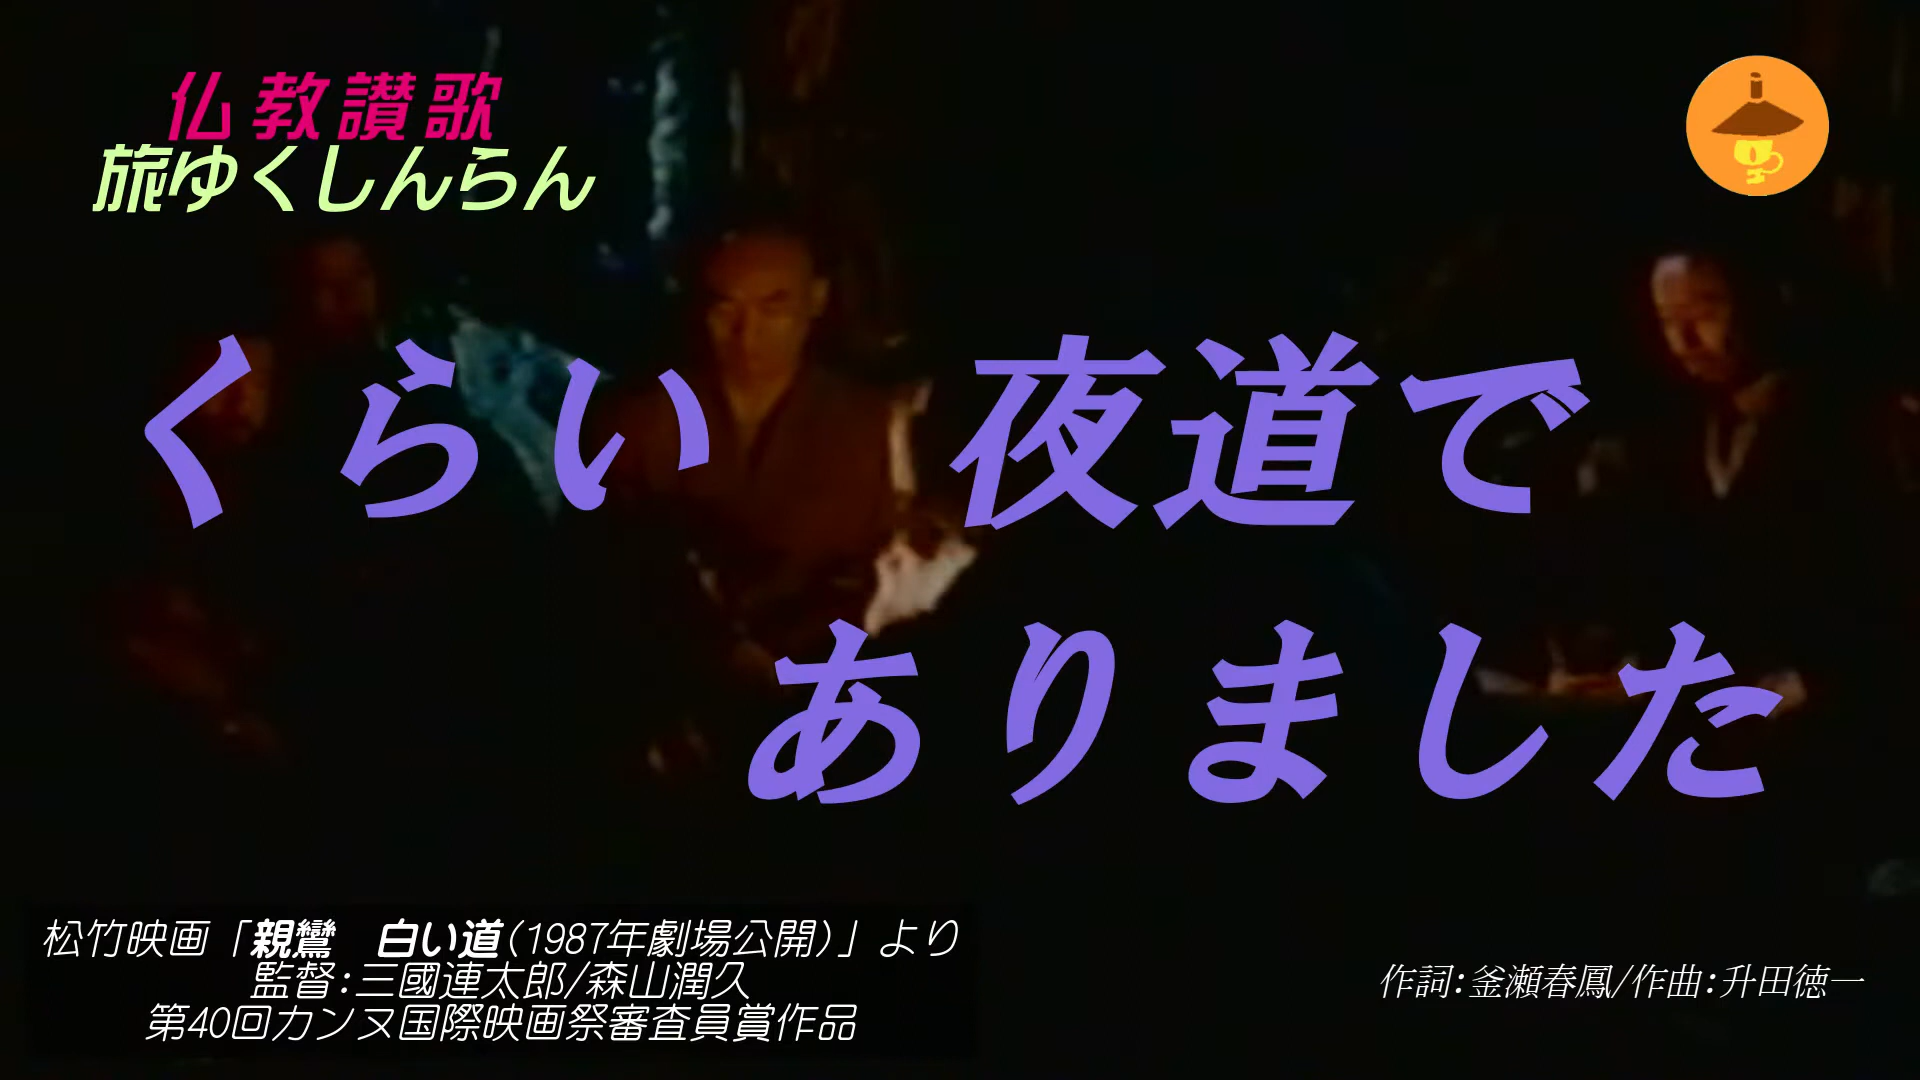 仏教讃歌
旅ゆくしんらん
くらい　夜道で
ありました
松竹映画「親鸞　白い道(1987年劇場公開)」より
監督:三國連太郎/森山潤久
第40回カンヌ国際映画祭審査員賞作品
作詞:釜瀬春鳳/作曲:升田徳一